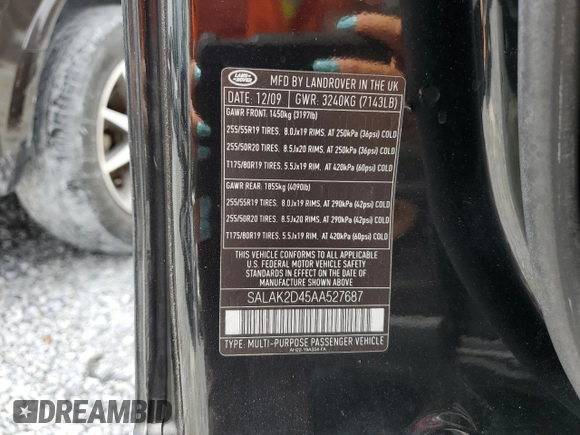 LAND ROVER
MFD BY LANDROVER IN THE UK
DATE: 12/09 GWR: 3240KG (7143LB)
GAWR FRONT: 1450kg (3197lb)
255/55R19 TIRES. 8.0Jx19 RIMS, AT 250kPa (36psi) COLD
255/50R20 TIRES. 8.5Jx20 RIMS, AT 250kPa (36psi) COLD
T175/80R19 TIRES. 5.5Jx19 RIM, AT 420kPa (60psi) COLD
GAWR REAR: 1855kg (4090lb)
255/55R19 TIRES. 8.0Jx19 RIMS, AT 290kPa (42psi) COLD
255/50R20 TIRES. 8.5Jx20 RIMS, AT 290kPa (42psi) COLD
T175/80R19 TIRES. 5.5Jx19 RIM, AT 420kPa (60psi) COLD
THIS VEHICLE CONFORMS TO ALL APPLICABLE
U.S. FEDERAL MOTOR VEHICLE SAFETY
STANDARDS IN EFFECT ON THE DATE OF
MANUFACTURE SHOWN ABOVE
SALAK2D45AA527687
TYPE: MULTI-PURPOSE PASSENGER VEHICLE
DREAMBID